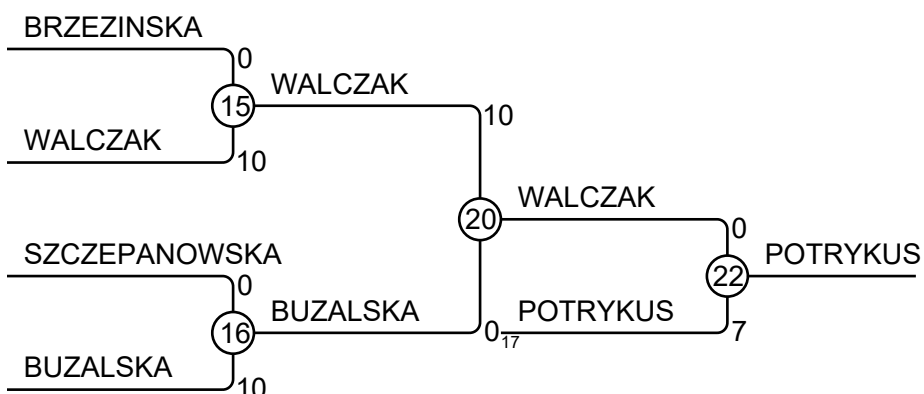 BRZEZINSKA
0
15
WALCZAK
10
WALCZAK
10
20
WALCZAK
0
SZCZEPANOWSKA
22
POTRYKUS
0
16
BUZALSKA
0
17
POTRYKUS
7
BUZALSKA
10